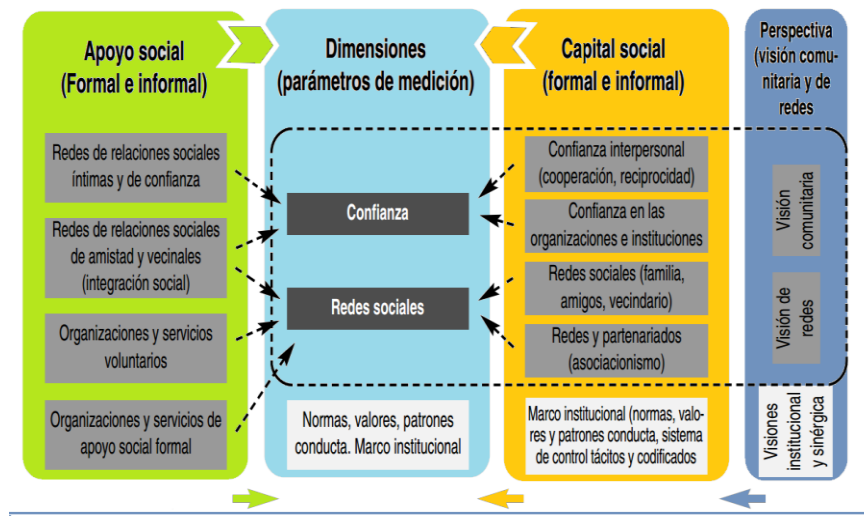 Apoyo social
(Formal e informal)
Redes de relaciones sociales
íntimas y de confianza
Redes de relaciones sociales
de amistad y vecinales
(integración social)
Organizaciones y servicios
voluntarios
Organizaciones y servicios de
apoyo social formal
Dimensiones
(parámetros de medición)
Confianza
Redes sociales
Normas, valores, patrones
conducta. Marco institucional
Capital social
(formal e informal)
Confianza interpersonal
(cooperación, reciprocidad)
Confianza en las
organizaciones e instituciones
Redes sociales (familia,
amigos, vecindario)
Redes y partenariados
(asociacionismo)
Marco institucional (normas, valo-
res y patrones conducta, sistema
de control tácitos y codificados
Perspectiva
(visión comu-
nitaria y de
redes
Visión
comunitaria
Visión de
redes
Visiones
institucional
y sinérgica